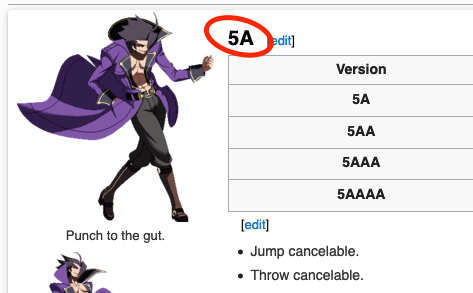 5A [edit]
Version
5A
5AA
5AAA
5AAAA
Punch to the gut.
[edit]
Jump cancelable.
Throw cancelable.